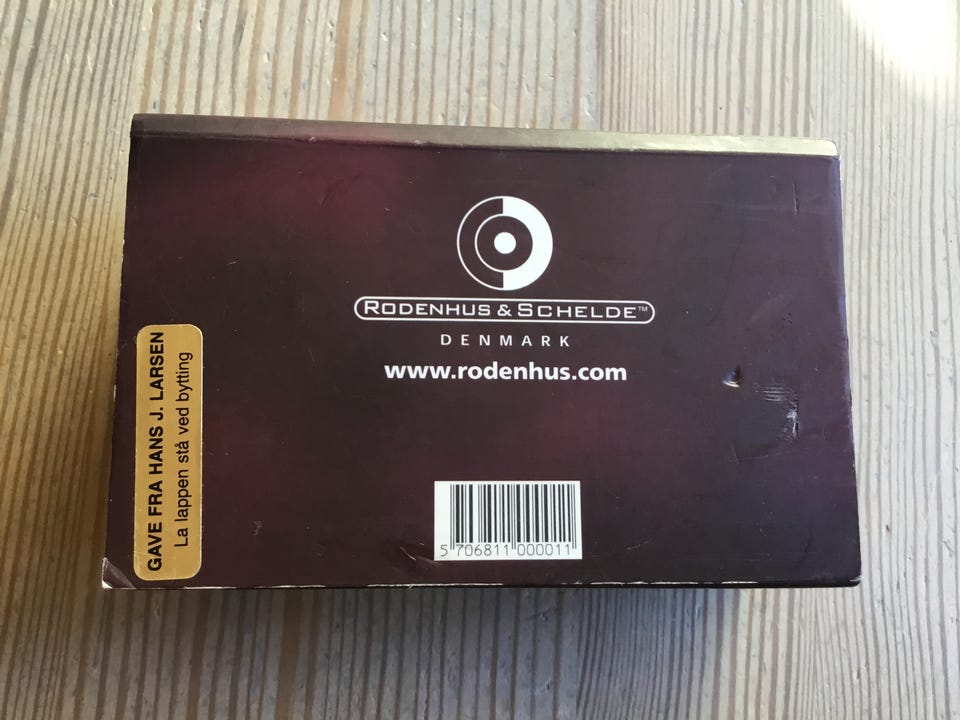 RODENHUS & SCHELDE™
DENMARK
www.rodenhus.com
GAVE FRA HANS J. LARSEN
La lappen stå ved bytting
5 706811 000011